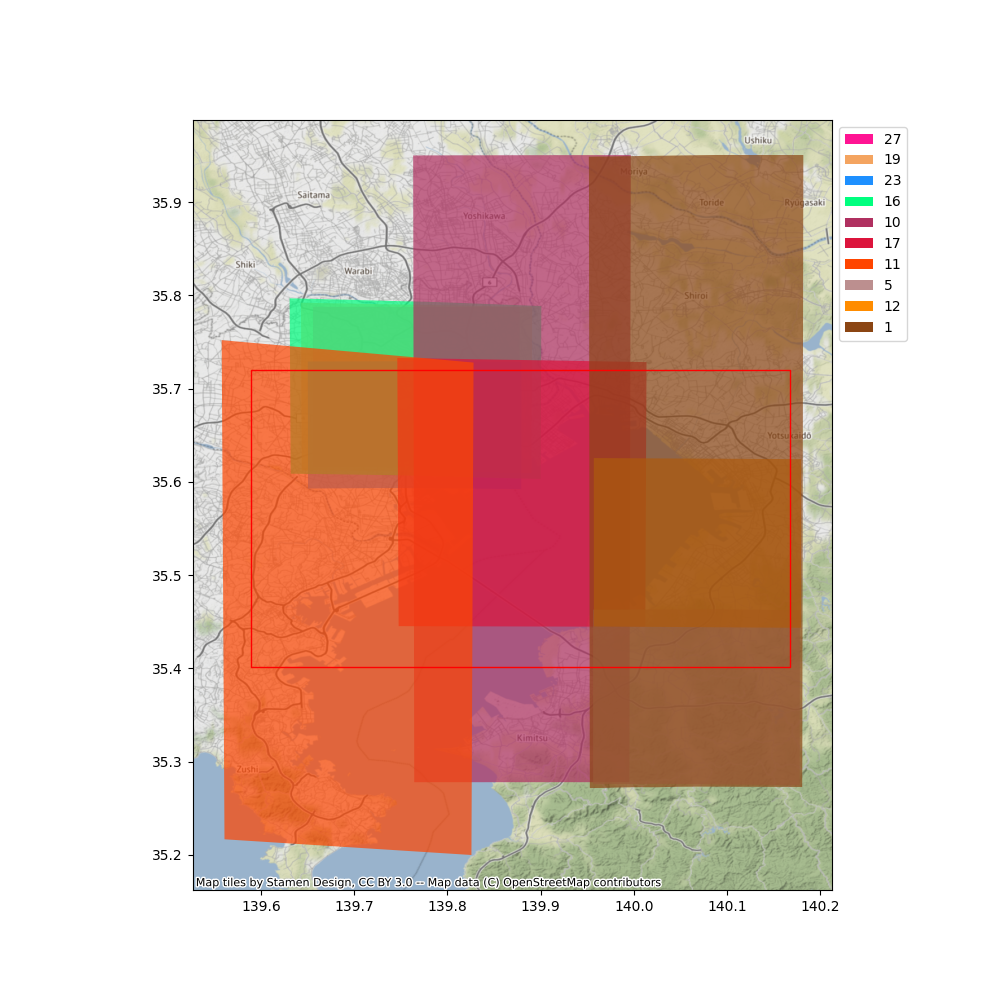 27
19
23
16
10
17
11
5
12
1
Ushiku
Moriya
Saitama
Toride
Ryūgasaki
Yoshikawa
Shiki
Warabi
6
Shiroi
Yotsukaidō
Kimitsu
Zushi
35.9
35.8
35.7
35.6
35.5
35.4
35.3
35.2
Map tiles by Stamen Design, CC BY 3.0 -- Map data (C) OpenStreetMap contributors
139.6 139.7 139.8 139.9 140.0 140.1 140.2